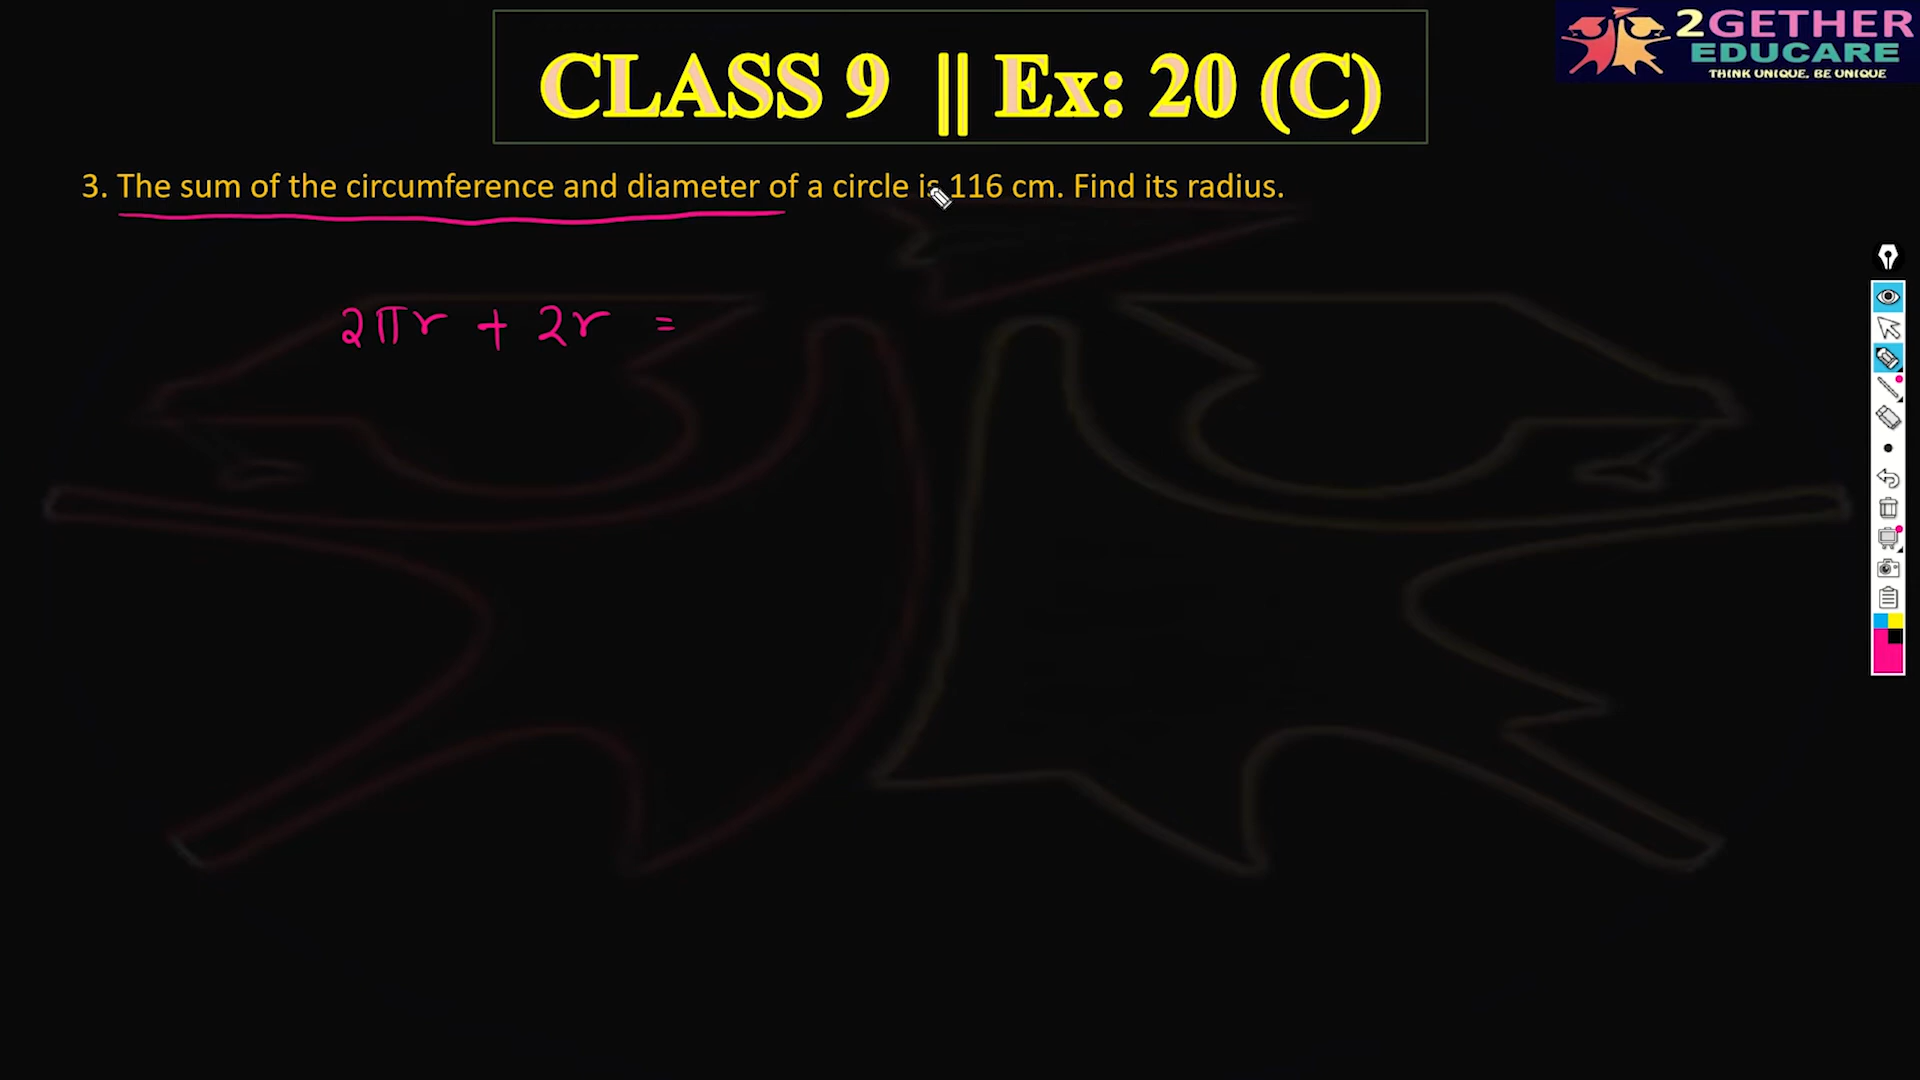 2GETHER
EDUCARE
THINK UNIQUE. BE UNIQUE
CLASS 9 || Ex: 20 (C)
3. The sum of the circumference and diameter of a circle is 116 cm. Find its radius.
2πr + 2r =